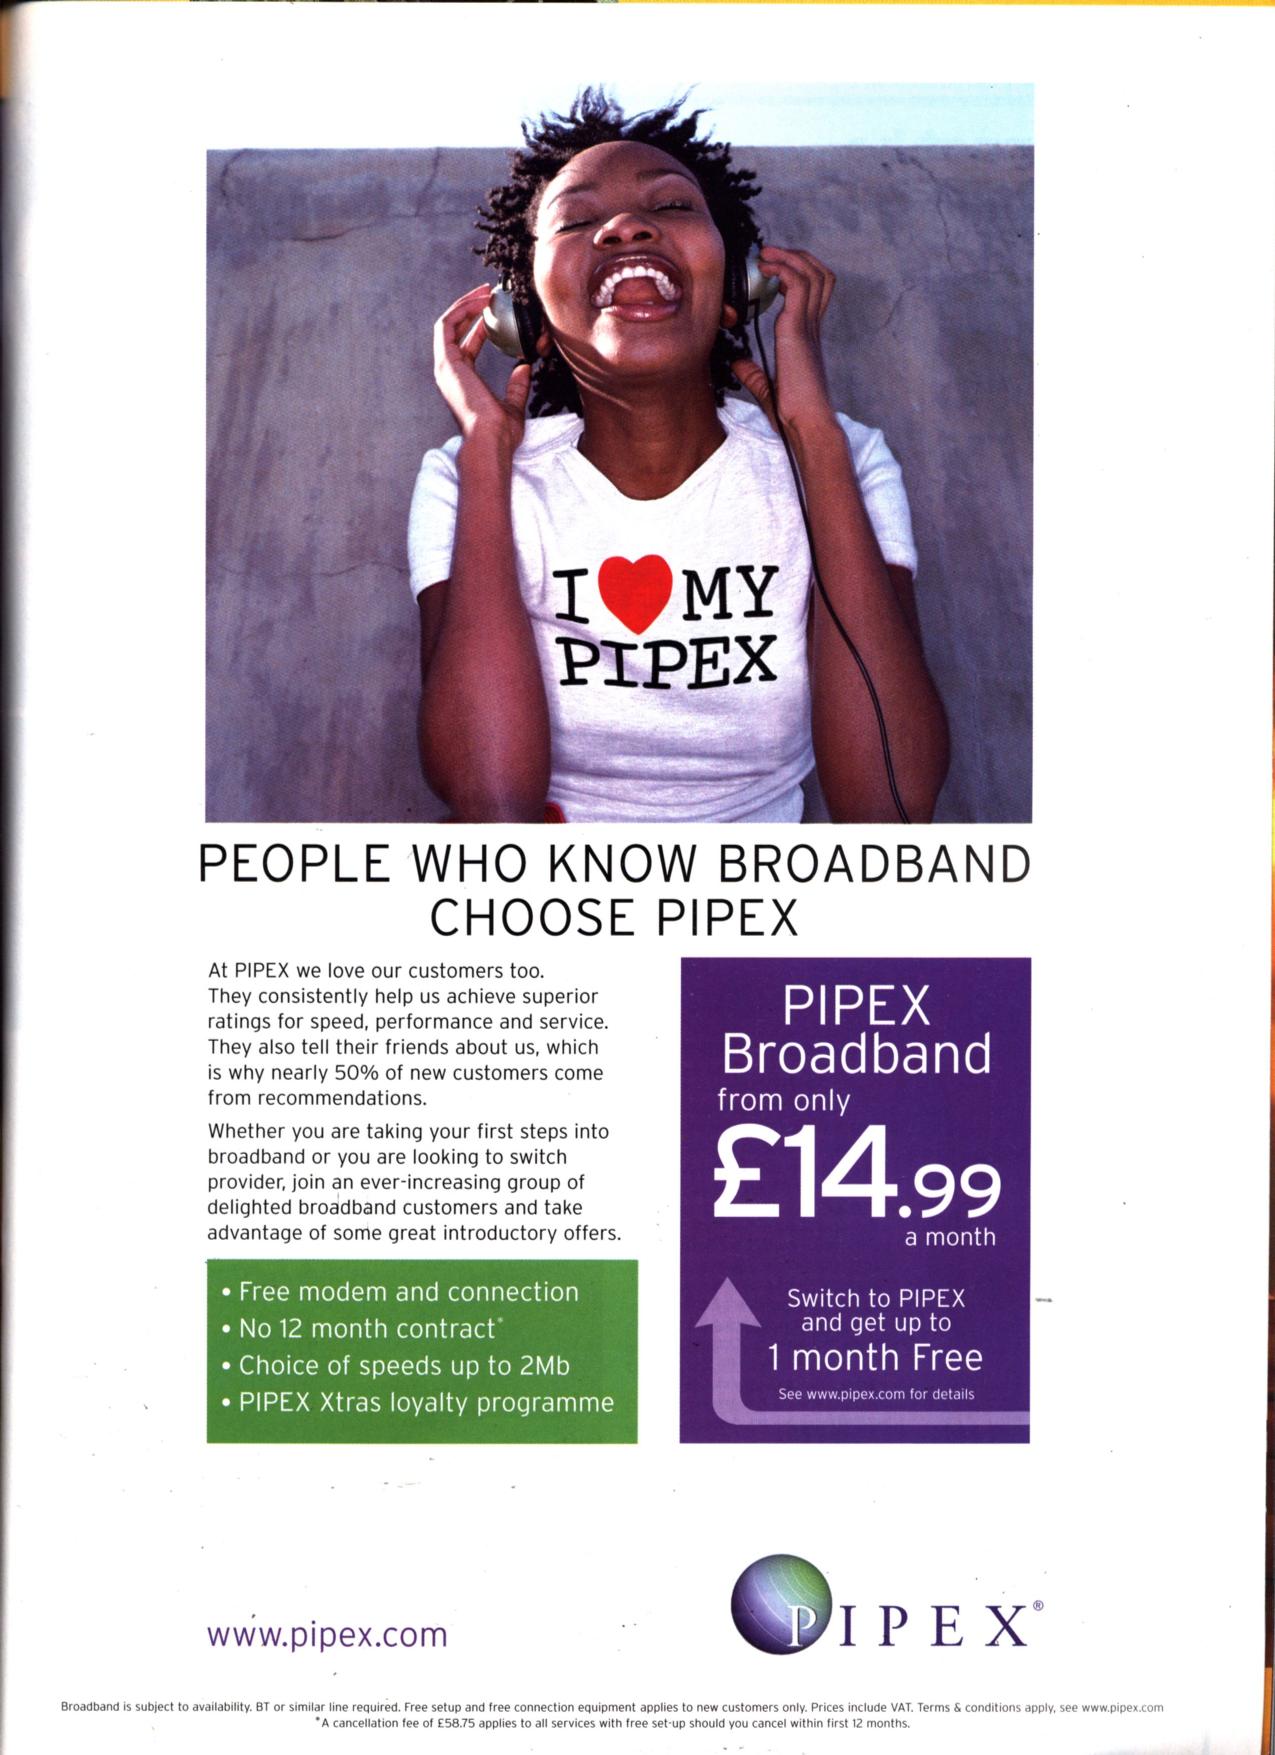 I ❤ MY
PIPEX
PEOPLE WHO KNOW BROADBAND
CHOOSE PIPEX
At PIPEX we love our customers too.
They consistently help us achieve superior
ratings for speed, performance and service.
They also tell their friends about us, which
is why nearly 50% of new customers come
from recommendations.
Whether you are taking your first steps into
broadband or you are looking to switch
provider, join an ever-increasing group of
delighted broadband customers and take
advantage of some great introductory offers.
• Free modem and connection
• No 12 month contract*
• Choice of speeds up to 2Mb
• PIPEX Xtras loyalty programme
PIPEX
Broadband
from only
£14.99
a month
Switch to PIPEX
and get up to
1 month Free
See www.pipex.com for details
www.pipex.com
PIPEX®
Broadband is subject to availability. BT or similar line required. Free setup and free connection equipment applies to new customers only. Prices include VAT. Terms & conditions apply, see www.pipex.com
*A cancellation fee of £58.75 applies to all services with free set-up should you cancel within first 12 months.